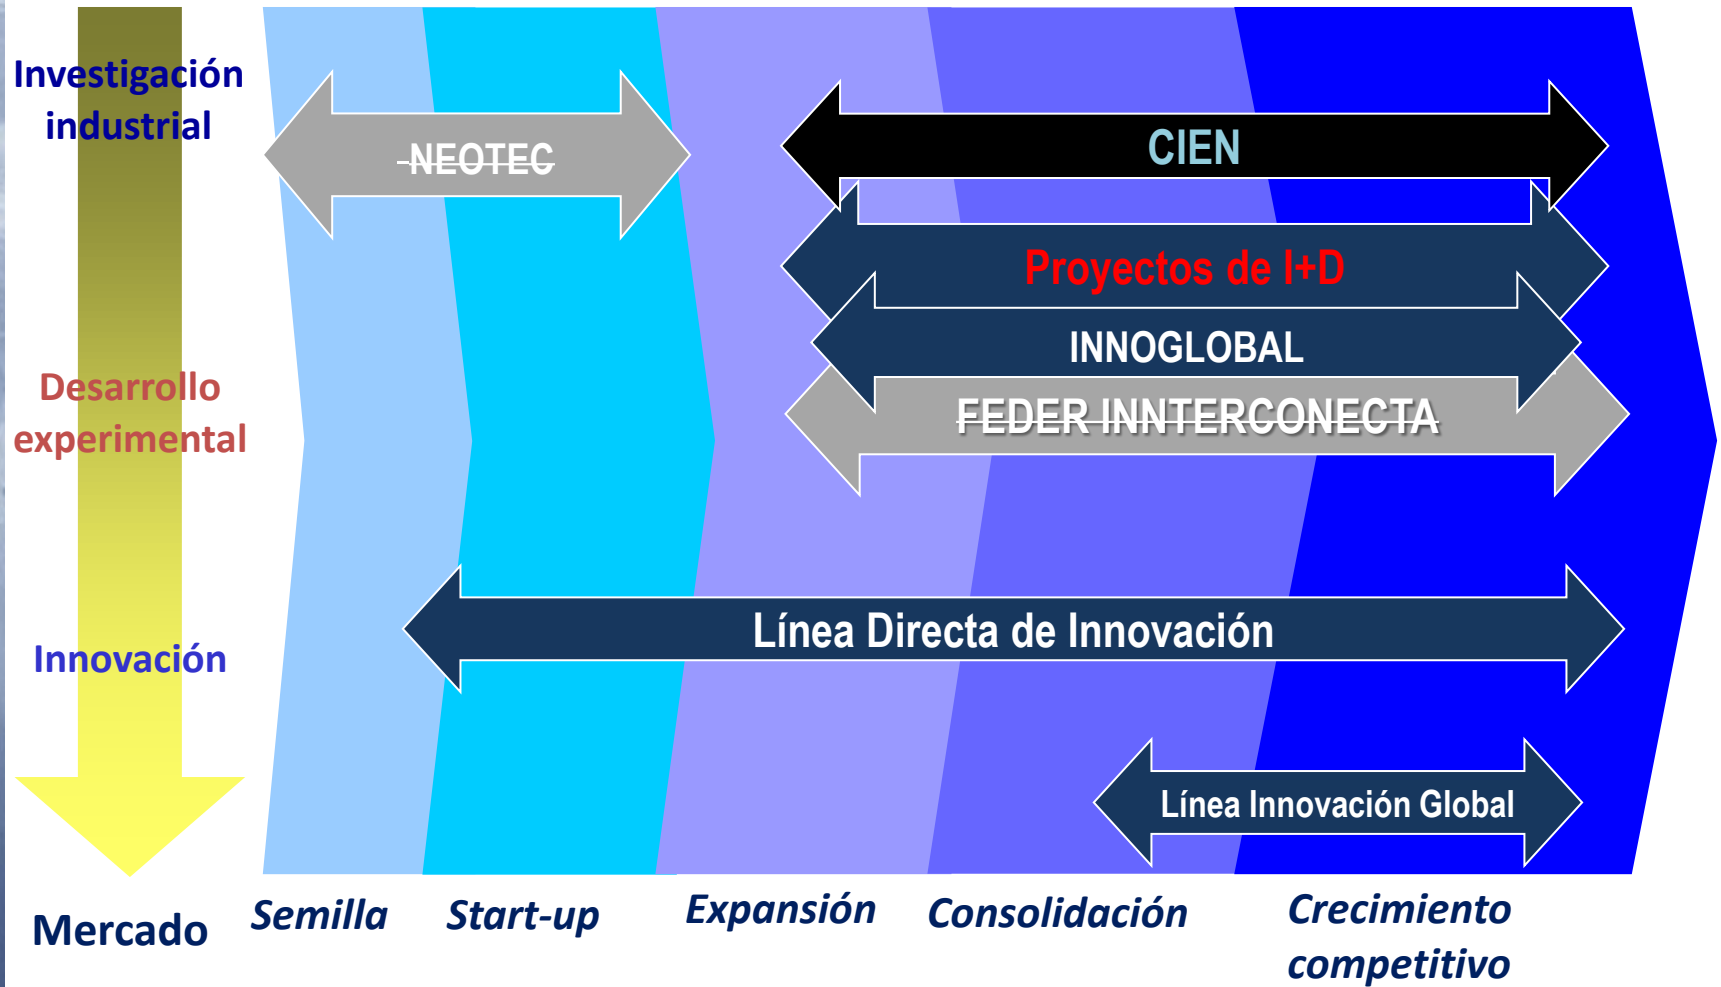 Investigación
industrial
-NEOTEC
CIEN
Proyectos de I+D
INNOGLOBAL
Desarrollo
experimental
FEDER INNTERCONECTA
Línea Directa de Innovación
Innovación
Línea Innovación Global
Mercado
Semilla
Start-up
Expansión
Consolidación
Crecimiento
competitivo